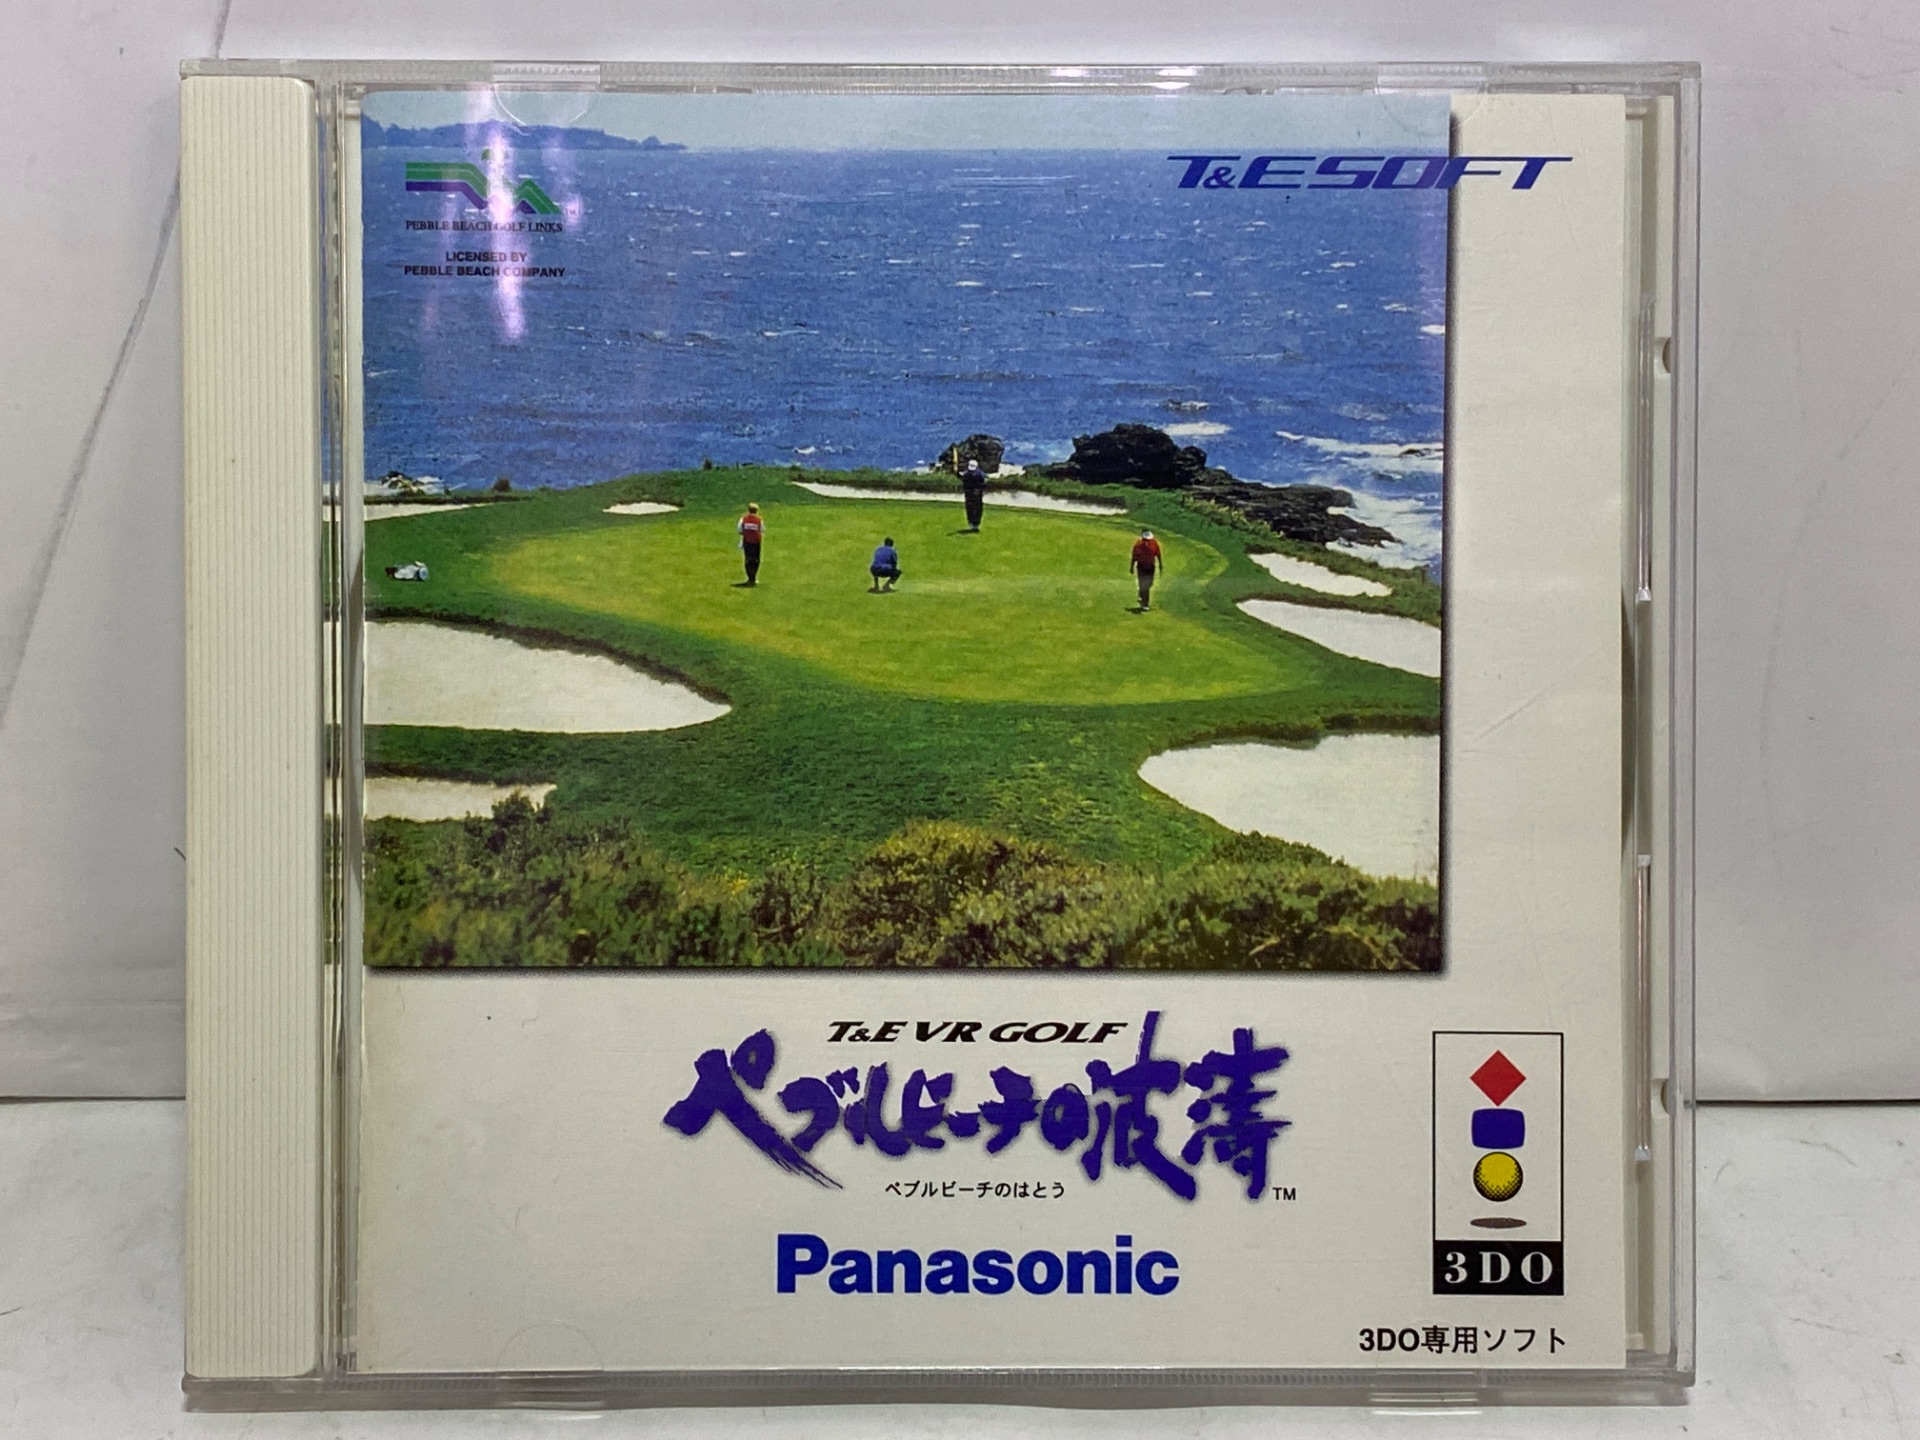 T&E SOFT
PEBBLE BEACH GOLF LINKS
LICENSED BY
PEBBLE BEACH COMPANY
T&E VR GOLF
ペブルビーチの波濤
ペブルビーチのはとう
TM
Panasonic
3DO
3DO専用ソフト